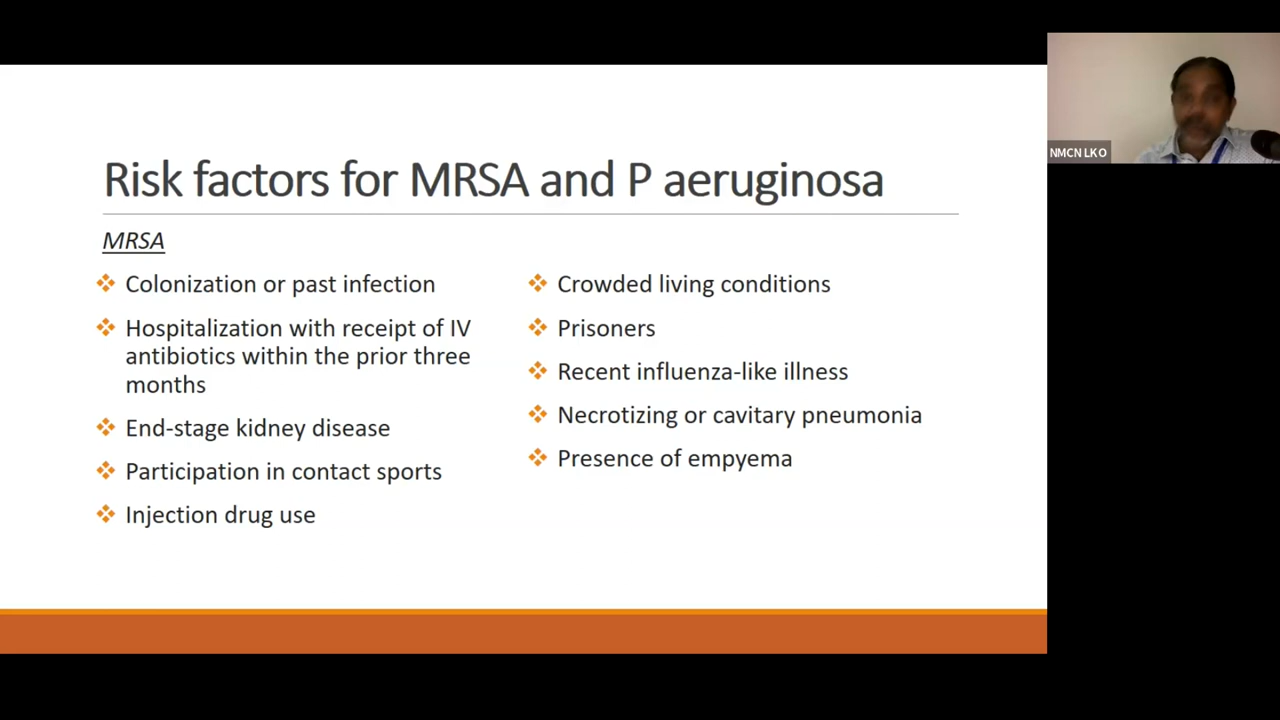 Risk factors for MRSA and P aeruginosa
MRSA
Colonization or past infection
Hospitalization with receipt of IV
antibiotics within the prior three
months
End-stage kidney disease
Participation in contact sports
Injection drug use
Crowded living conditions
Prisoners
Recent influenza-like illness
Necrotizing or cavitary pneumonia
Presence of empyema
NMCN LKO